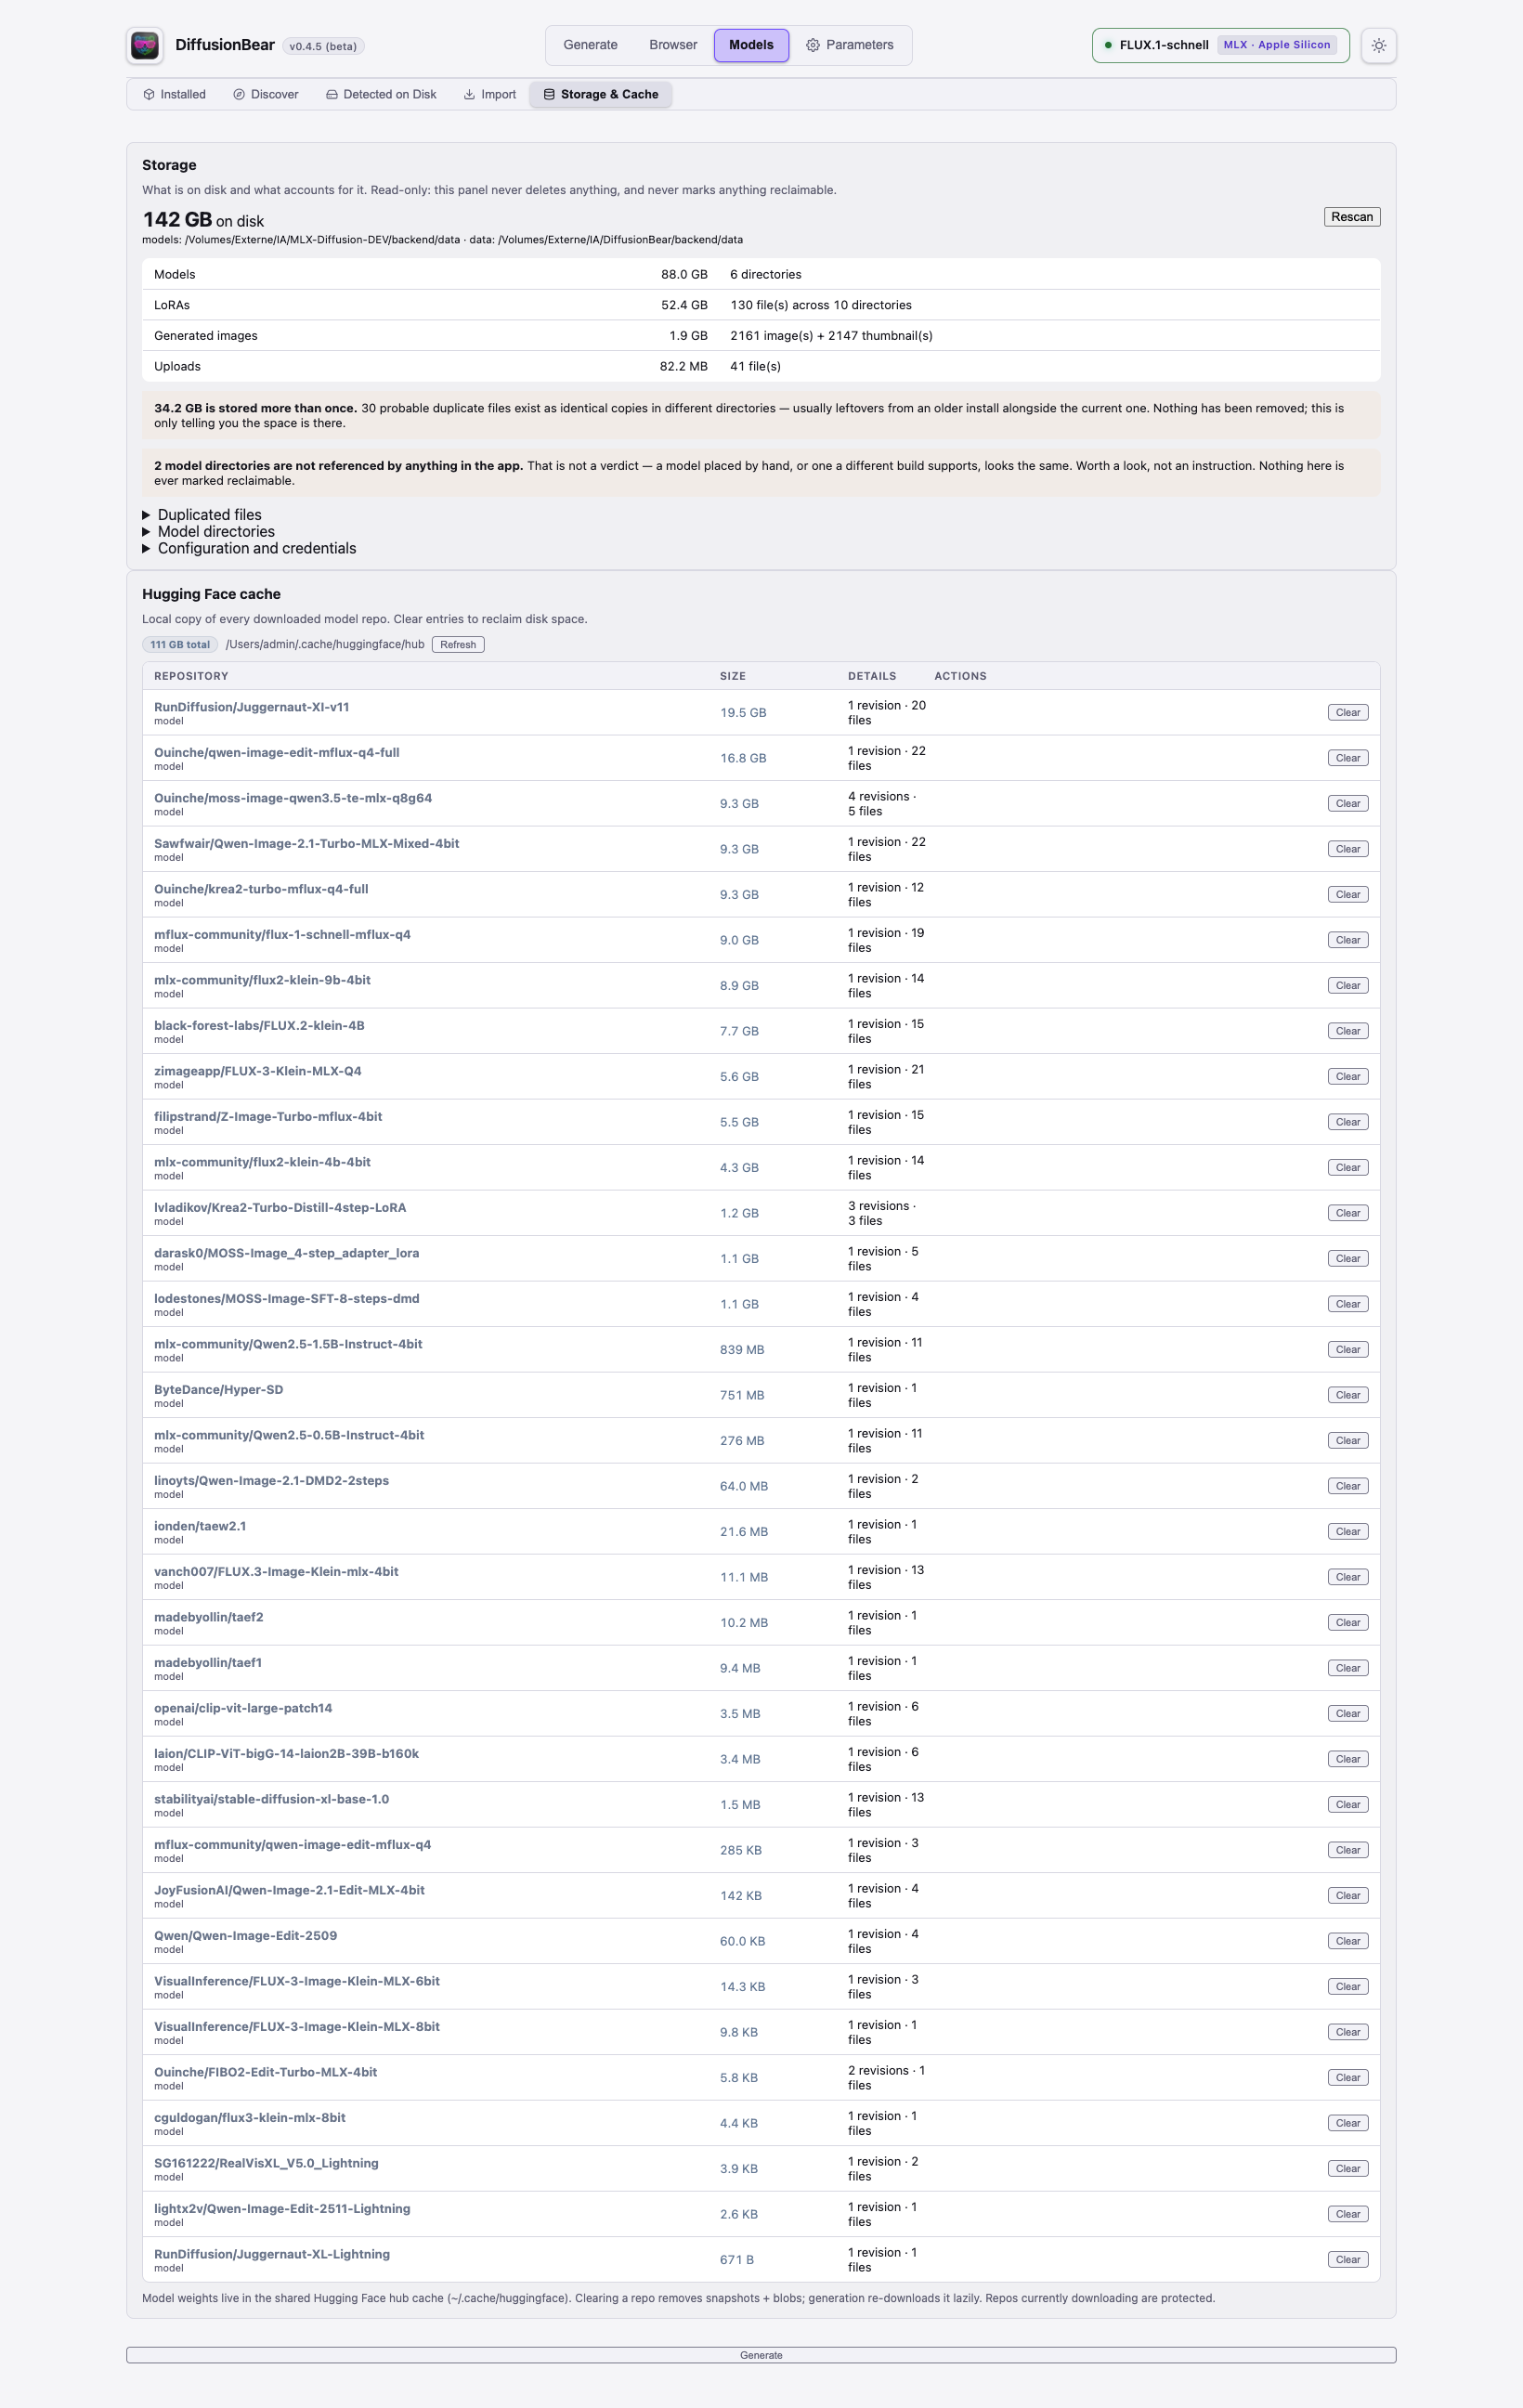 DiffusionBear v0.4.5 (beta)
Generate Browser Models Parameters
FLUX.1-schnell MLX · Apple Silicon
Installed Discover Detected on Disk Import Storage & Cache
Storage
What is on disk and what accounts for it. Read-only: this panel never deletes anything, and never marks anything reclaimable.
142 GB on disk
Rescan
models: /Volumes/Externe/IA/MLX-Diffusion-DEV/backend/data · data: /Volumes/Externe/IA/DiffusionBear/backend/data
Models 88.0 GB 6 directories
LoRAs 52.4 GB 130 file(s) across 10 directories
Generated images 1.9 GB 2161 image(s) + 2147 thumbnail(s)
Uploads 82.2 MB 41 file(s)
34.2 GB is stored more than once. 30 probable duplicate files exist as identical copies in different directories — usually leftovers from an older install alongside the current one. Nothing has been removed; this is
only telling you the space is there.
2 model directories are not referenced by anything in the app. That is not a verdict — a model placed by hand, or one a different build supports, looks the same. Worth a look, not an instruction. Nothing here is
ever marked reclaimable.
Duplicated files
Model directories
Configuration and credentials
Hugging Face cache
Local copy of every downloaded model repo. Clear entries to reclaim disk space.
111 GB total /Users/admin/.cache/huggingface/hub Refresh
REPOSITORY SIZE DETAILS ACTIONS
RunDiffusion/Juggernaut-XI-v11
model
19.5 GB
1 revision · 20
files
Clear
Ouinche/qwen-image-edit-mflux-q4-full
model
16.8 GB
1 revision · 22
files
Clear
Ouinche/moss-image-qwen3.5-te-mlx-q8g64
model
9.3 GB
4 revisions ·
5 files
Clear
Sawfwair/Qwen-Image-2.1-Turbo-MLX-Mixed-4bit
model
9.3 GB
1 revision · 22
files
Clear
Ouinche/krea2-turbo-mflux-q4-full
model
9.3 GB
1 revision · 12
files
Clear
mflux-community/flux-1-schnell-mflux-q4
model
9.0 GB
1 revision · 19
files
Clear
mlx-community/flux2-klein-9b-4bit
model
8.9 GB
1 revision · 14
files
Clear
black-forest-labs/FLUX.2-klein-4B
model
7.7 GB
1 revision · 15
files
Clear
zimageapp/FLUX-3-Klein-MLX-Q4
model
5.6 GB
1 revision · 21
files
Clear
filipstrand/Z-Image-Turbo-mflux-4bit
model
5.5 GB
1 revision · 15
files
Clear
mlx-community/flux2-klein-4b-4bit
model
4.3 GB
1 revision · 14
files
Clear
lvladikov/Krea2-Turbo-Distill-4step-LoRA
model
1.2 GB
3 revisions ·
3 files
Clear
darask0/MOSS-Image_4-step_adapter_lora
model
1.1 GB
1 revision · 5
files
Clear
lodestones/MOSS-Image-SFT-8-steps-dmd
model
1.1 GB
1 revision · 4
files
Clear
mlx-community/Qwen2.5-1.5B-Instruct-4bit
model
839 MB
1 revision · 11
files
Clear
ByteDance/Hyper-SD
model
751 MB
1 revision · 1
files
Clear
mlx-community/Qwen2.5-0.5B-Instruct-4bit
model
276 MB
1 revision · 11
files
Clear
linoyts/Qwen-Image-2.1-DMD2-2steps
model
64.0 MB
1 revision · 2
files
Clear
ionden/taew2.1
model
21.6 MB
1 revision · 1
files
Clear
vanch007/FLUX.3-Image-Klein-mlx-4bit
model
11.1 MB
1 revision · 13
files
Clear
madebyollin/taef2
model
10.2 MB
1 revision · 1
files
Clear
madebyollin/taef1
model
9.4 MB
1 revision · 1
files
Clear
openai/clip-vit-large-patch14
model
3.5 MB
1 revision · 6
files
Clear
laion/CLIP-ViT-bigG-14-laion2B-39B-b160k
model
3.4 MB
1 revision · 6
files
Clear
stabilityai/stable-diffusion-xl-base-1.0
model
1.5 MB
1 revision · 13
files
Clear
mflux-community/qwen-image-edit-mflux-q4
model
285 KB
1 revision · 3
files
Clear
JoyFusionAI/Qwen-Image-2.1-Edit-MLX-4bit
model
142 KB
1 revision · 4
files
Clear
Qwen/Qwen-Image-Edit-2509
model
60.0 KB
1 revision · 4
files
Clear
VisualInference/FLUX-3-Image-Klein-MLX-6bit
model
14.3 KB
1 revision · 3
files
Clear
VisualInference/FLUX-3-Image-Klein-MLX-8bit
model
9.8 KB
1 revision · 1
files
Clear
Ouinche/FIBO2-Edit-Turbo-MLX-4bit
model
5.8 KB
2 revisions · 1
files
Clear
cguldogan/flux3-klein-mlx-8bit
model
4.4 KB
1 revision · 1
files
Clear
SG161222/RealVisXL_V5.0_Lightning
model
3.9 KB
1 revision · 2
files
Clear
lightx2v/Qwen-Image-Edit-2511-Lightning
model
2.6 KB
1 revision · 1
files
Clear
RunDiffusion/Juggernaut-XL-Lightning
model
671 B
1 revision · 1
files
Clear
Model weights live in the shared Hugging Face hub cache (~/.cache/huggingface). Clearing a repo removes snapshots + blobs; generation re-downloads it lazily. Repos currently downloading are protected.
Generate